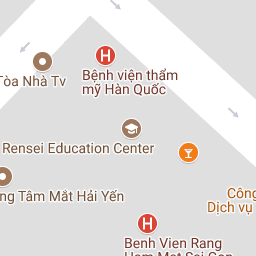 Bệnh viện thẩm
mỹ Hàn Quốc
Tòa Nhà Tv
Rensei Education Center
ng Tâm Mắt Hải Yến
Công
Dịch vụ
Benh Vien Rang